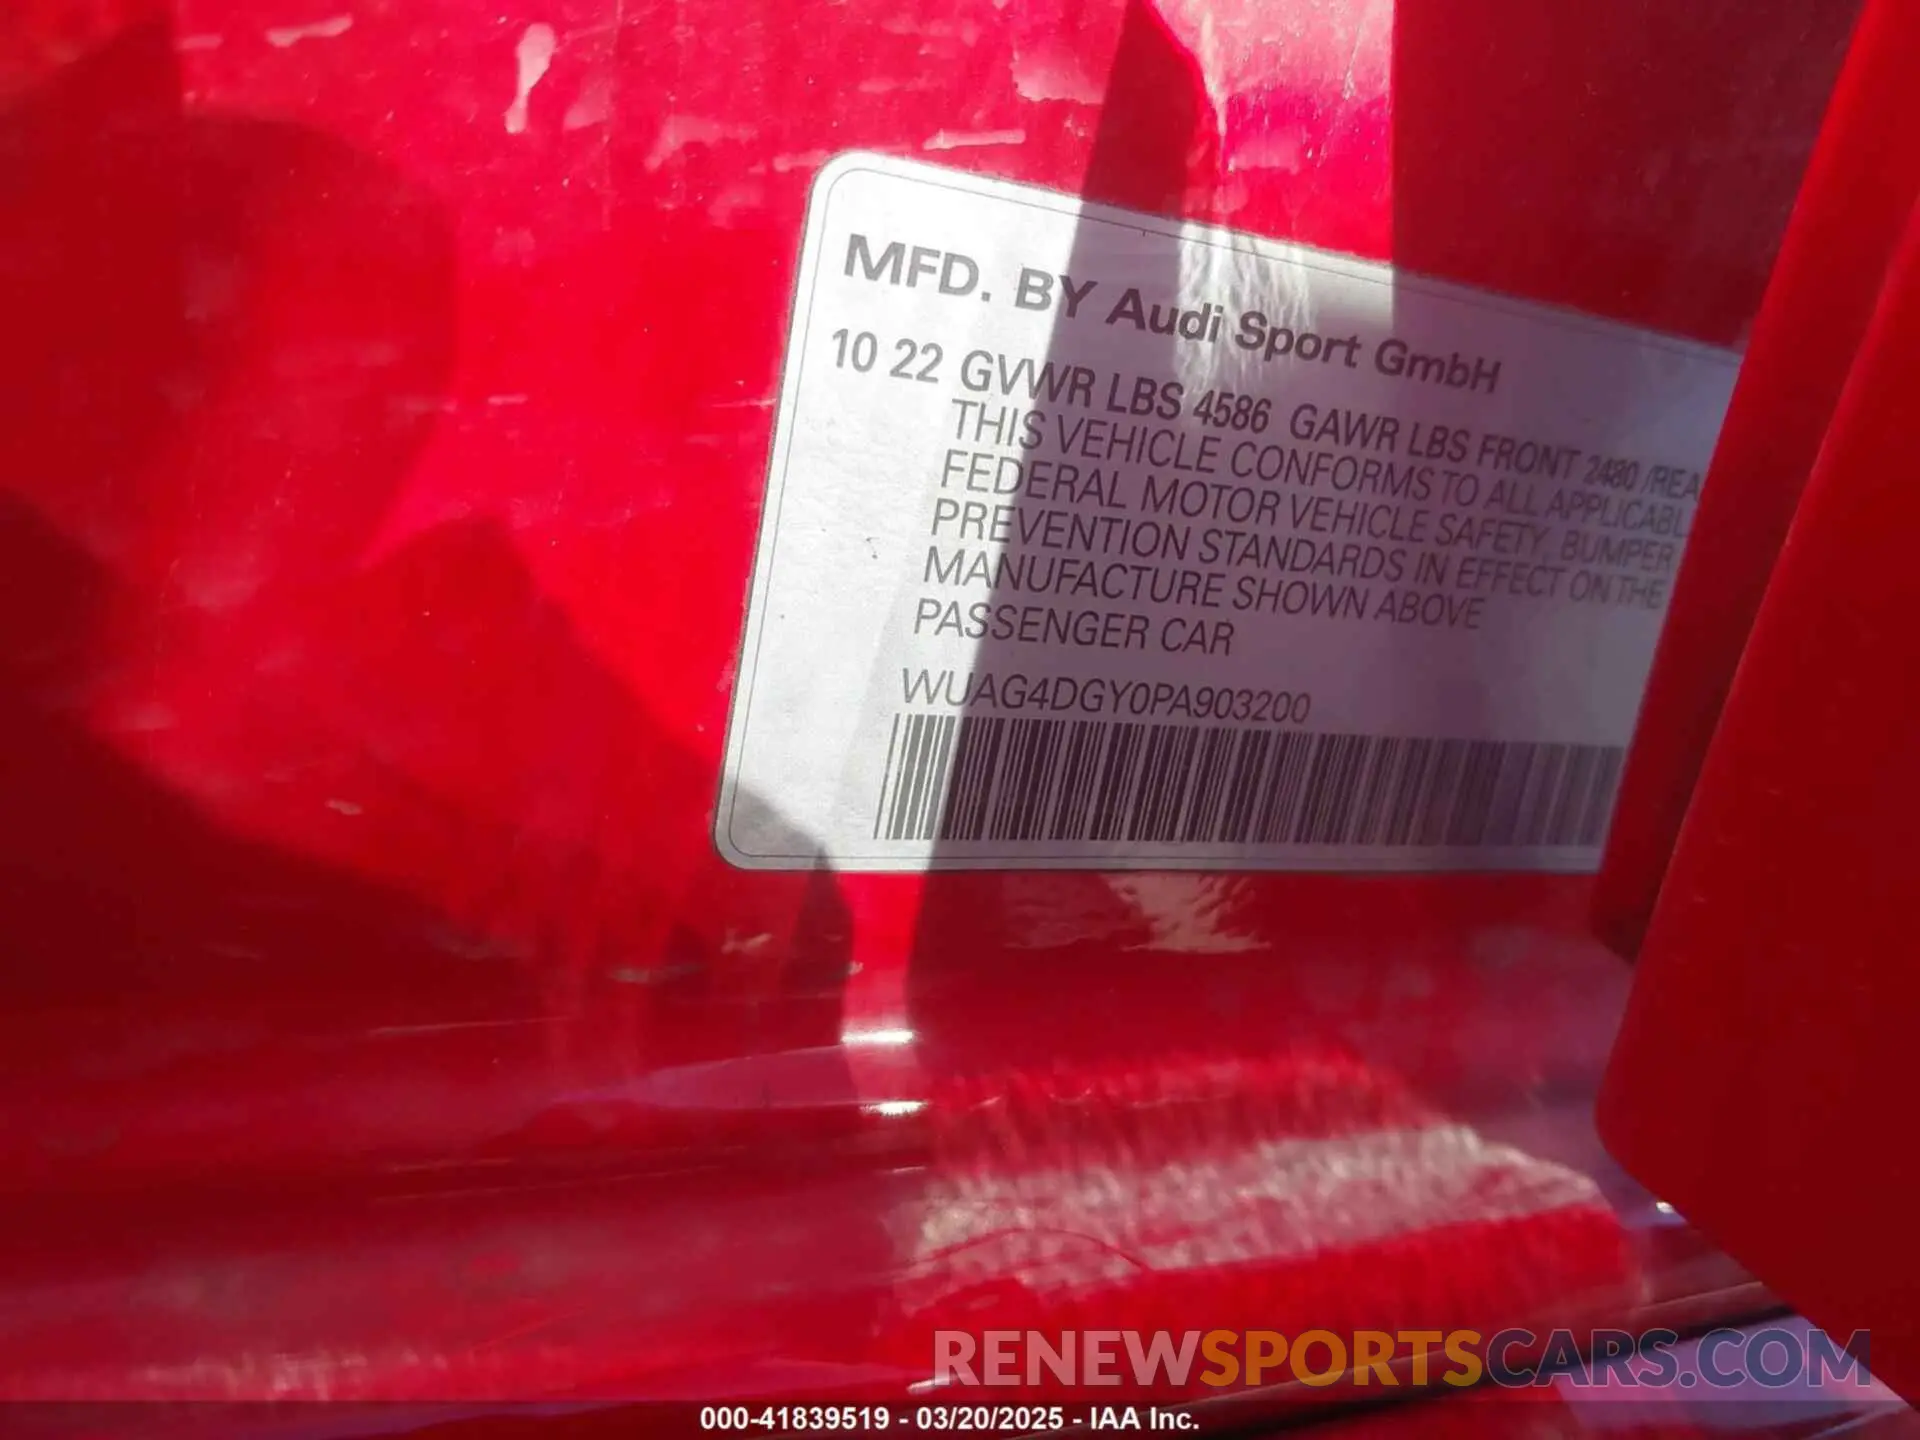 MFD. BY Audi Sport GmbH
10 22 GVWR LBS 4586 GAWR LBS FRONT 2480 /REA
THIS VEHICLE CONFORMS TO ALL APPLICABL
FEDERAL MOTOR VEHICLE SAFETY, BUMPER
PREVENTION STANDARDS IN EFFECT ON THE
MANUFACTURE SHOWN ABOVE
PASSENGER CAR
WUAG4DGY0PA903200
RENEWSPORTSCARS.COM
000-41839519 - 03/20/2025 - IAA Inc.